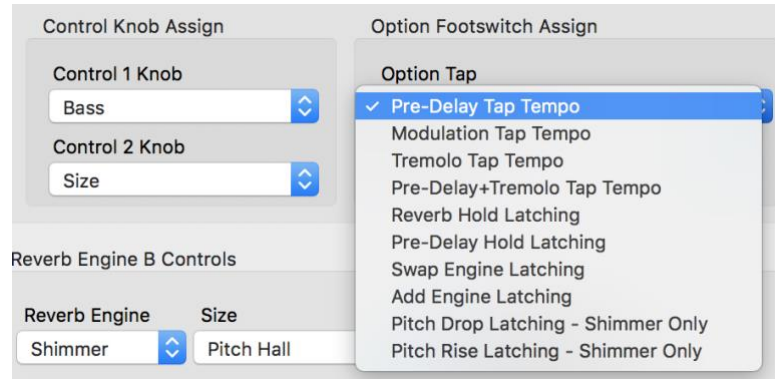 Control Knob Assign
Option Footswitch Assign
Control 1 Knob
Bass
Control 2 Knob
Size
Option Tap
✓ Pre-Delay Tap Tempo
Modulation Tap Tempo
Tremolo Tap Tempo
Pre-Delay+Tremolo Tap Tempo
Reverb Hold Latching
Pre-Delay Hold Latching
Swap Engine Latching
Add Engine Latching
Pitch Drop Latching - Shimmer Only
Pitch Rise Latching - Shimmer Only
Reverb Engine B Controls
Reverb Engine
Size
Shimmer
Pitch Hall